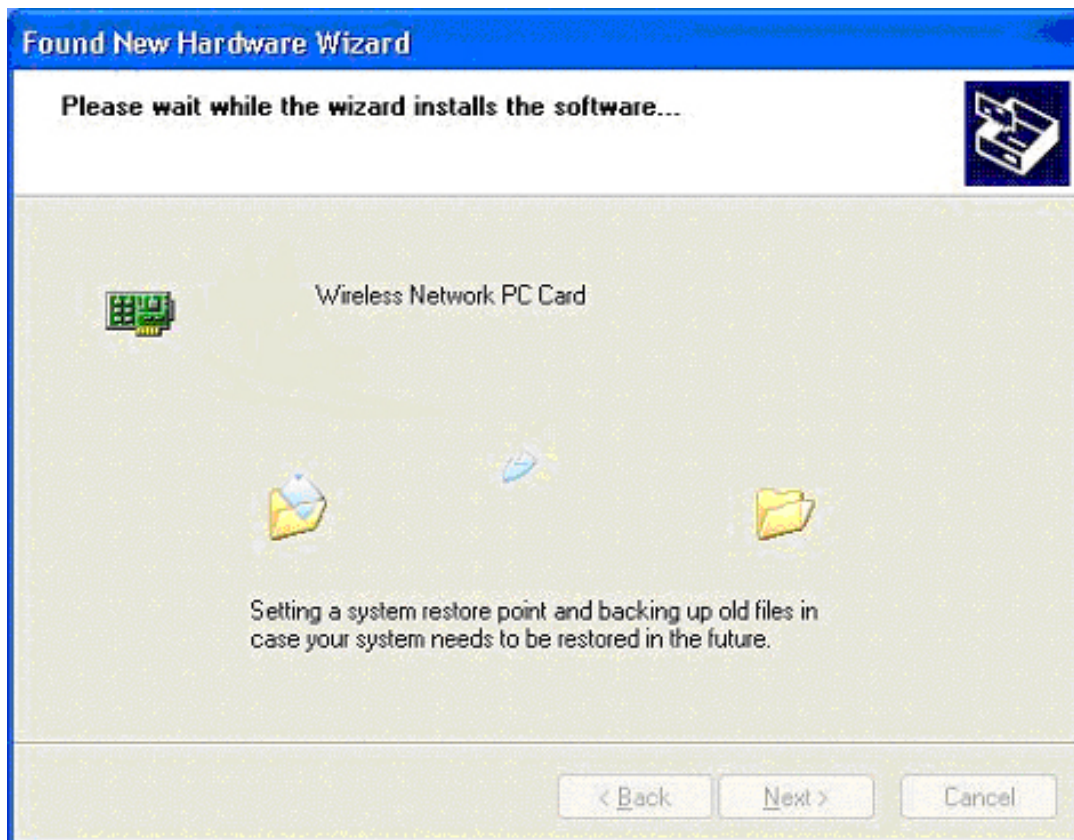 Found New Hardware Wizard
Please wait while the wizard installs the software...
Wireless Network PC Card
Setting a system restore point and backing up old files in
case your system needs to be restored in the future.
< Back
Next >
Cancel